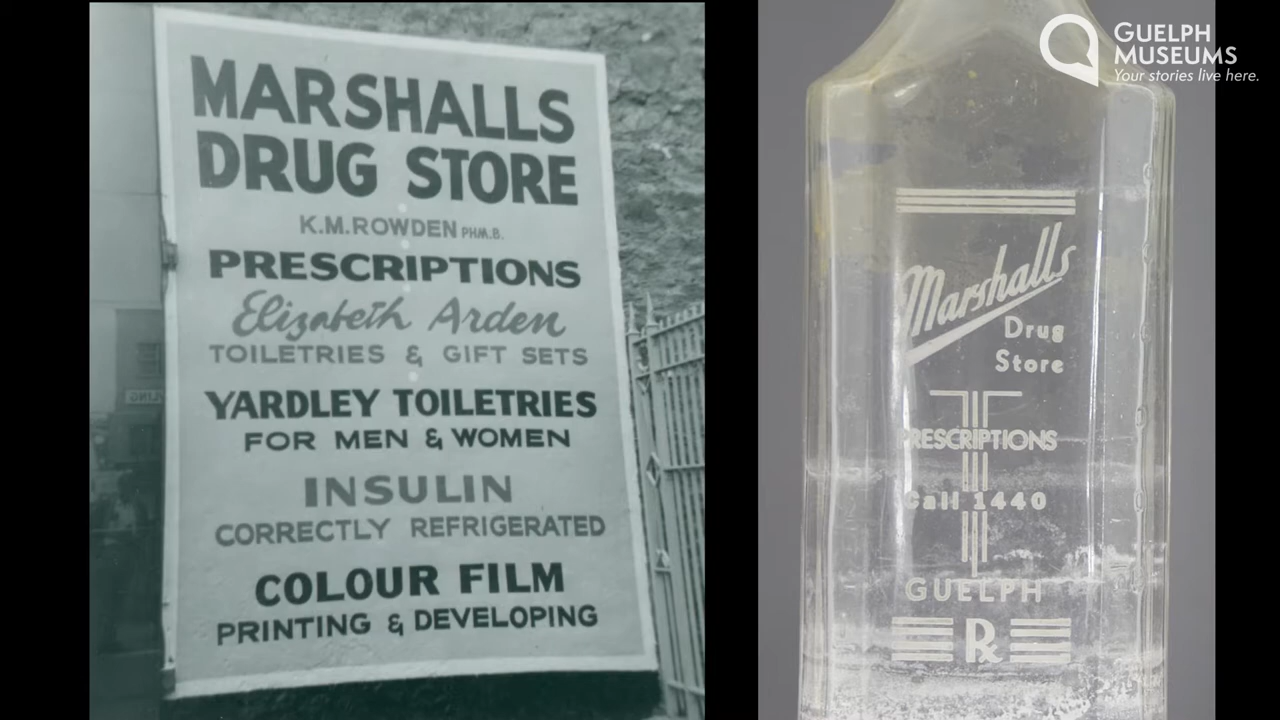 MARSHALLS
DRUG STORE
K.M. ROWDEN PHM.B.
PRESCRIPTIONS
Elizabeth Arden
TOILETRIES & GIFT SETS
YARDLEY TOILETRIES
FOR MEN & WOMEN
INSULIN
CORRECTLY REFRIGERATED
COLOUR FILM
PRINTING & DEVELOPING
Marshalls
Drug
Store
PRESCRIPTIONS
Call 1440
GUELPH
℞
GUELPH
MUSEUMS
Your stories live here.